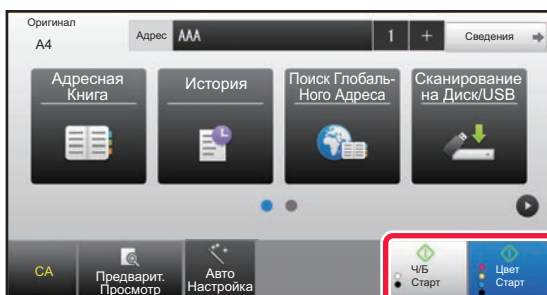 Оригинал
A4
Адрес AAA 1 + Сведения
Адресная
Книга
История
Поиск Глобаль-
Ного Адреса
Сканирование
на Диск/USB
CA
Предварит.
Просмотр
Авто
Настройка
Ч/Б
Старт
Цвет
Старт